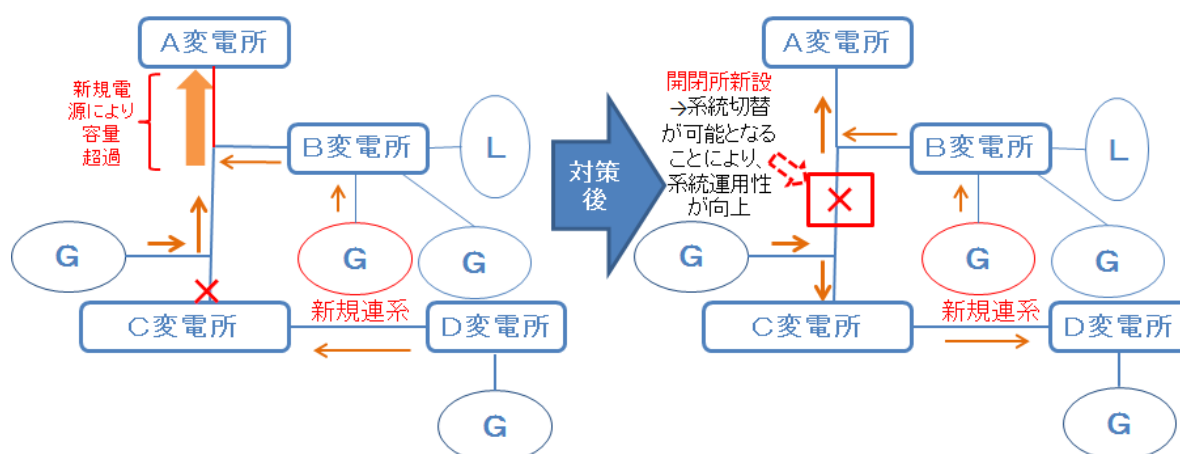 A変電所
新規電
源により
容量
超過
B変電所
L
G
G
G
C変電所
新規連系
D変電所
G
対策
後
A変電所
開閉所新設
→系統切替
が可能となる
ことにより、
系統運用性
が向上
B変電所
L
G
G
G
C変電所
新規連系
D変電所
G